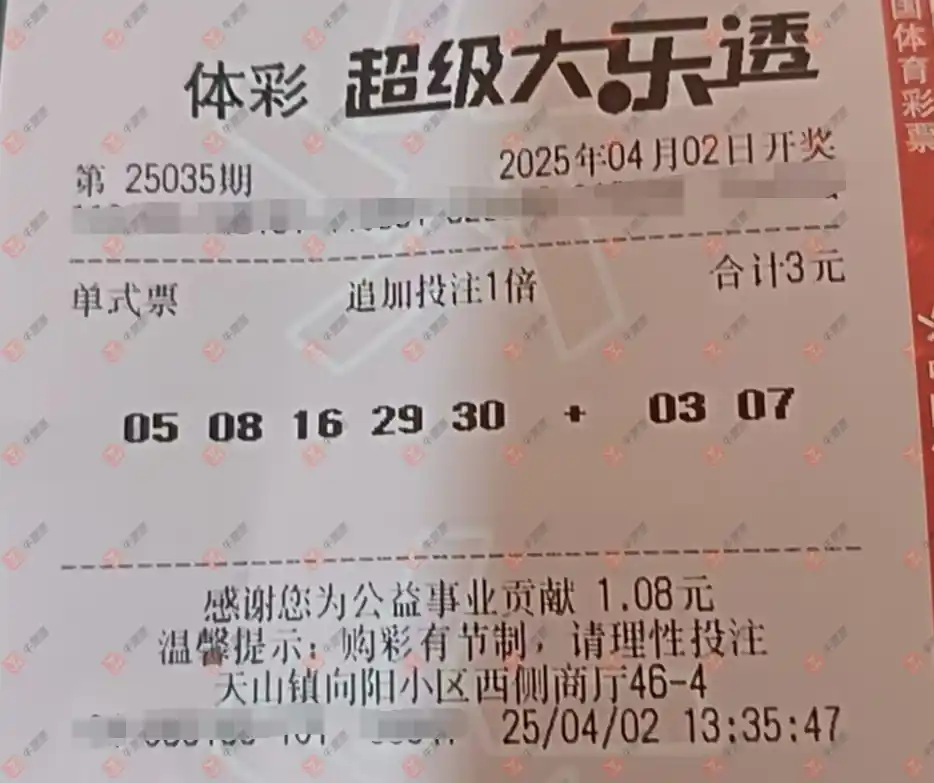 体彩 超级大乐透
第 25035期 2025年04月02日开奖
单式票 追加投注1倍 合计3元
05 08 16 29 30 + 03 07
感谢您为公益事业贡献 1.08元
温馨提示：购彩有节制，请理性投注
天山镇向阳小区西侧商厅46-4
25/04/02 13:35:47
国体育彩票